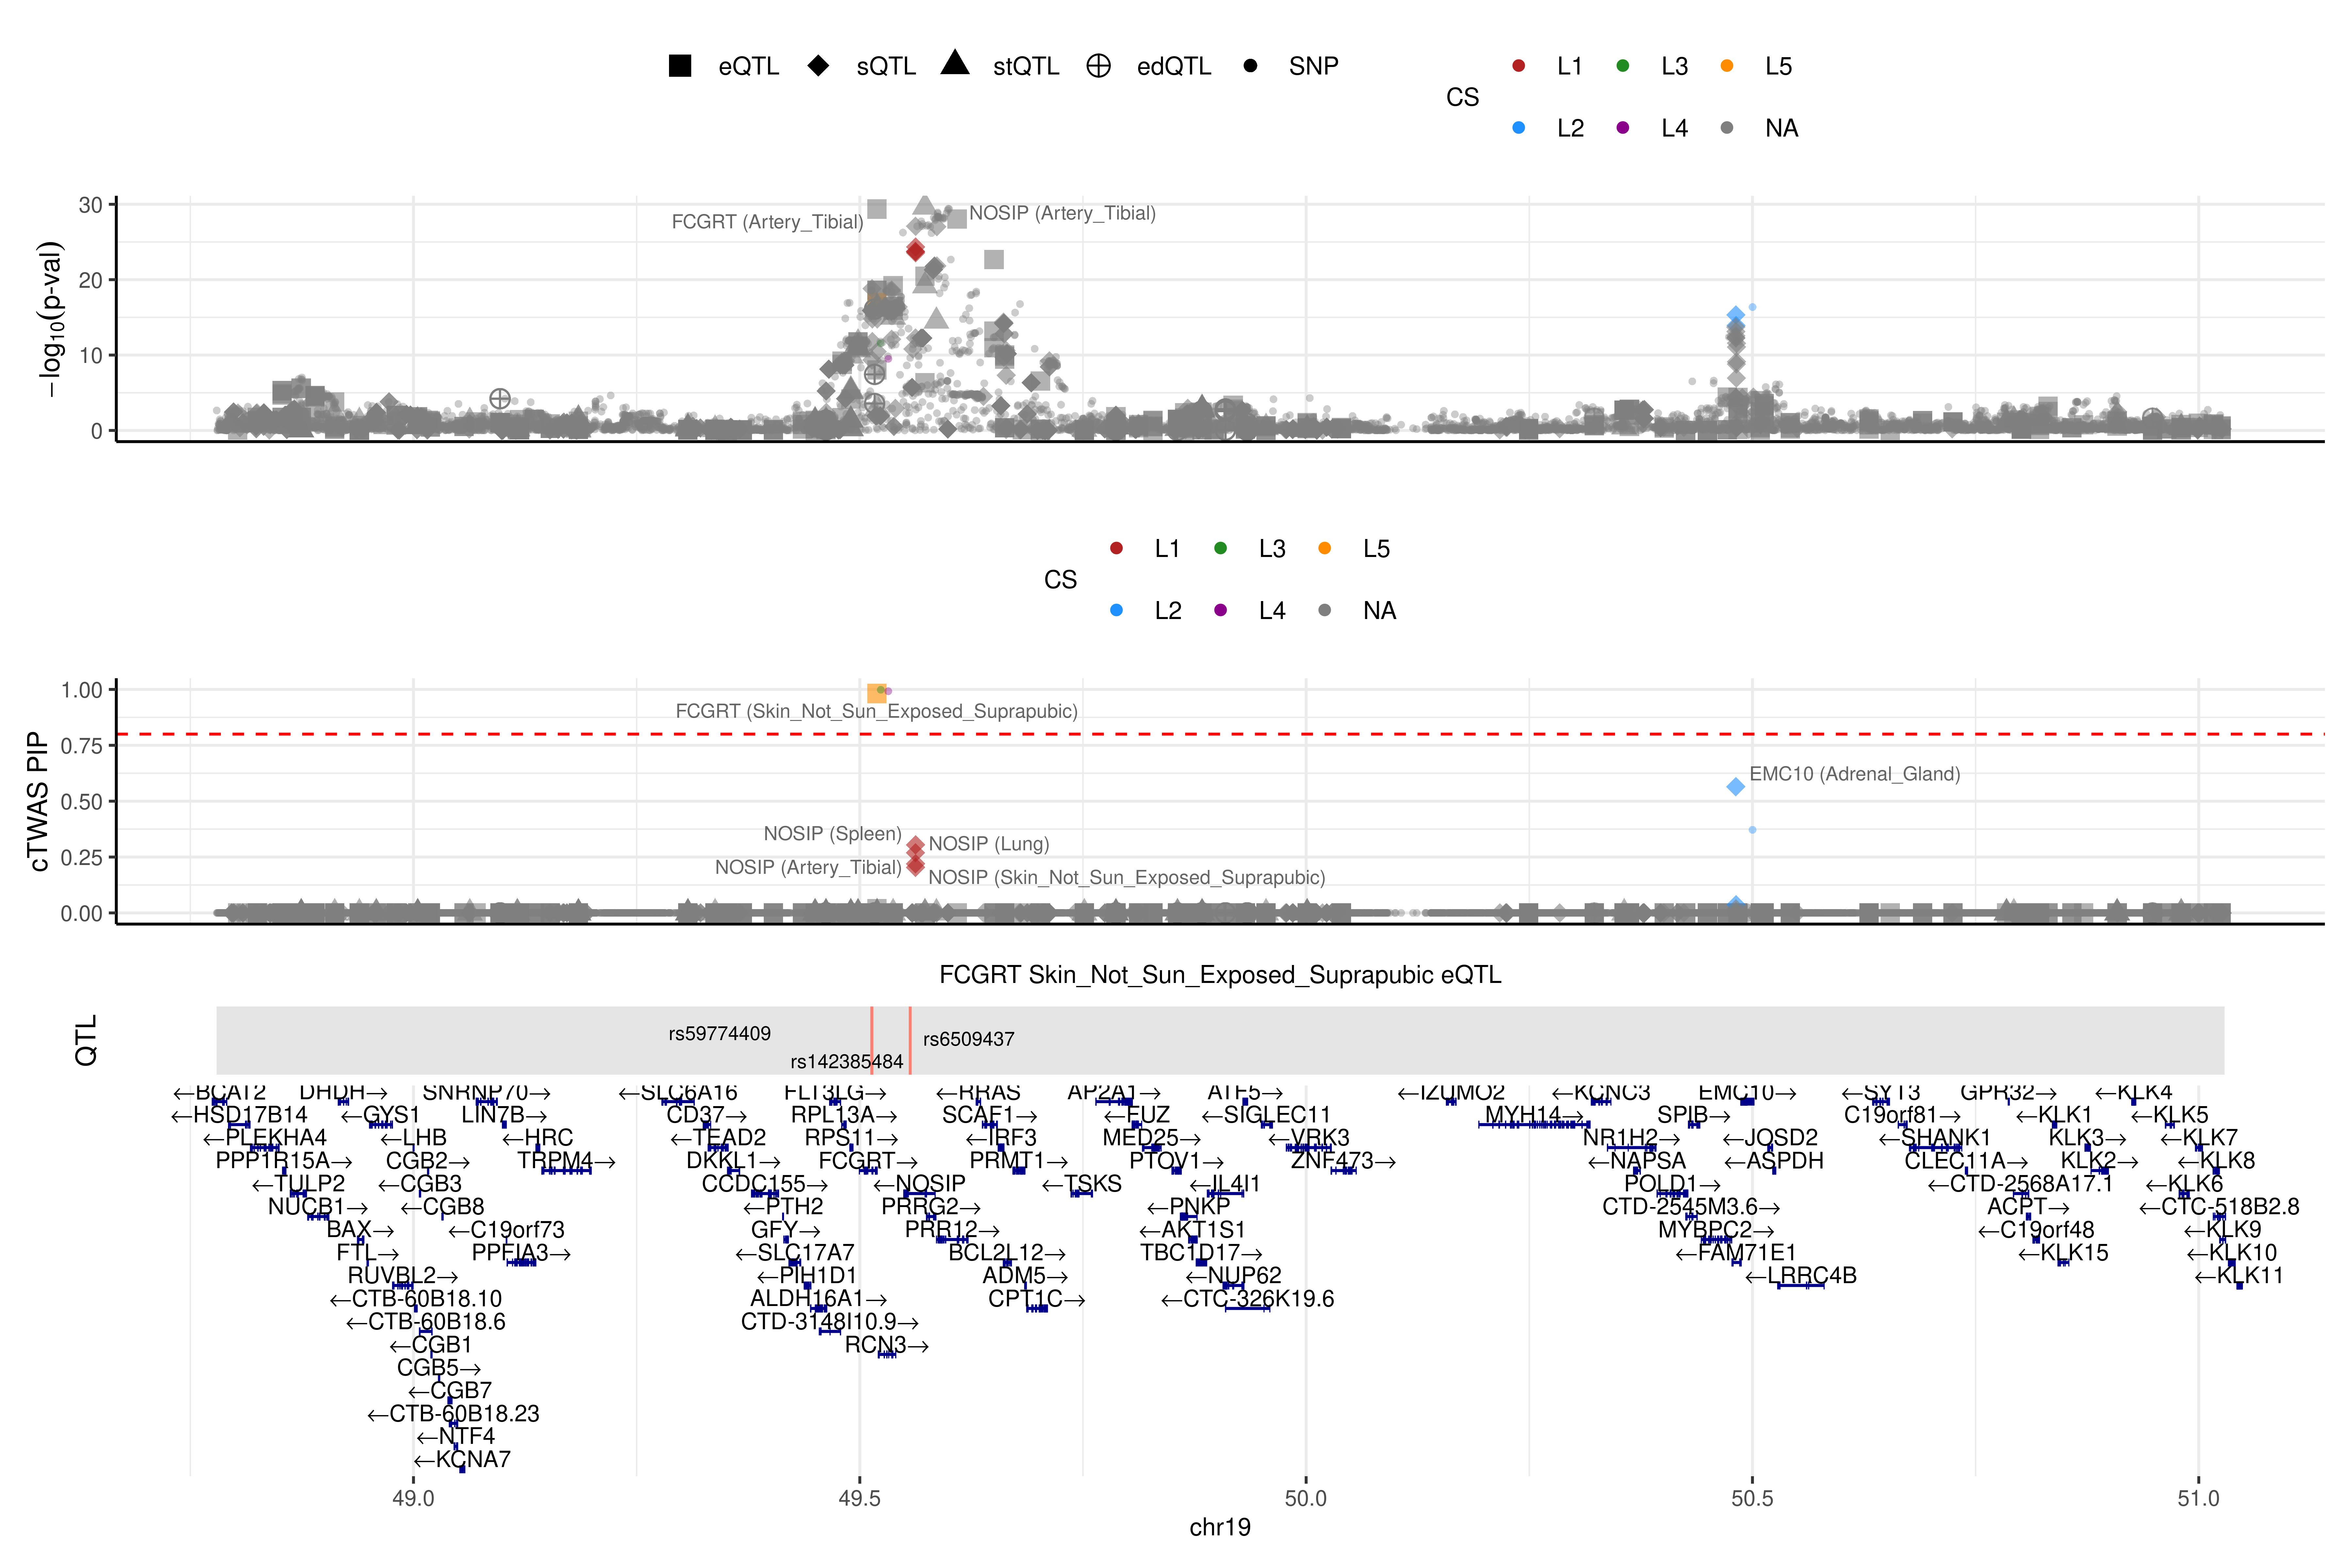 eQTL sQTL stQTL edQTL SNP
CS L1 L3 L5
L2 L4 NA
−log10(p-val)
30
20
10
0
FCGRT (Artery_Tibial)
NOSIP (Artery_Tibial)
CS L1 L3 L5
L2 L4 NA
cTWAS PIP
1.00
0.75
0.50
0.25
0.00
FCGRT (Skin_Not_Sun_Exposed_Suprapubic)
EMC10 (Adrenal_Gland)
NOSIP (Spleen)
NOSIP (Lung)
NOSIP (Artery_Tibial)
NOSIP (Skin_Not_Sun_Exposed_Suprapubic)
FCGRT Skin_Not_Sun_Exposed_Suprapubic eQTL
QTL
rs59774409
rs6509437
rs142385484
←BCAT2 DHDH→ SNRNP70→ ←SLC6A16 FLT3LG→ ←RRAS AP2A1→ ATF5→ ←IZUMO2 ←KCNC3 EMC10→ ←SYT3 GPR32→ ←KLK4
←HSD17B14 ←GYS1 LIN7B→ CD37→ RPL13A→ SCAF1→ ←FUZ ←SIGLEC11 MYH14→ SPIB→ C19orf81→ ←KLK1 ←KLK5
←PLEKHA4 ←LHB ←HRC ←TEAD2 RPS11→ ←IRF3 MED25→ ←VRK3 NR1H2→ ←JOSD2 ←SHANK1 KLK3→ ←KLK7
PPP1R15A→ CGB2→ TRPM4→ DKKL1→ FCGRT→ PRMT1→ PTOV1→ ZNF473→ ←NAPSA ←ASPDH CLEC11A→ KLK2→ ←KLK8
←TULP2 ←CGB3 CCDC155→ ←NOSIP ←TSKS ←IL4I1 POLD1→ ←CTD-2568A17.1 ←KLK6
NUCB1→ ←CGB8 ←PTH2 PRRG2→ ←PNKP CTD-2545M3.6→ ACPT→ ←CTC-518B2.8
BAX→ ←C19orf73 GFY→ PRR12→ ←AKT1S1 MYBPC2→ ←C19orf48 ←KLK9
FTL→ PPFIA3→ ←SLC17A7 BCL2L12→ TBC1D17→ ←FAM71E1 ←KLK15 ←KLK10
RUVBL2→ ←PIH1D1 ADM5→ ←NUP62 ←LRRC4B ←KLK11
←CTB-60B18.10 ALDH16A1→ CPT1C→ ←CTC-326K19.6
←CTB-60B18.6 CTD-3148I10.9→
←CGB1 RCN3→
CGB5→
←CGB7
←CTB-60B18.23
←NTF4
←KCNA7
49.0 49.5 50.0 50.5 51.0
chr19